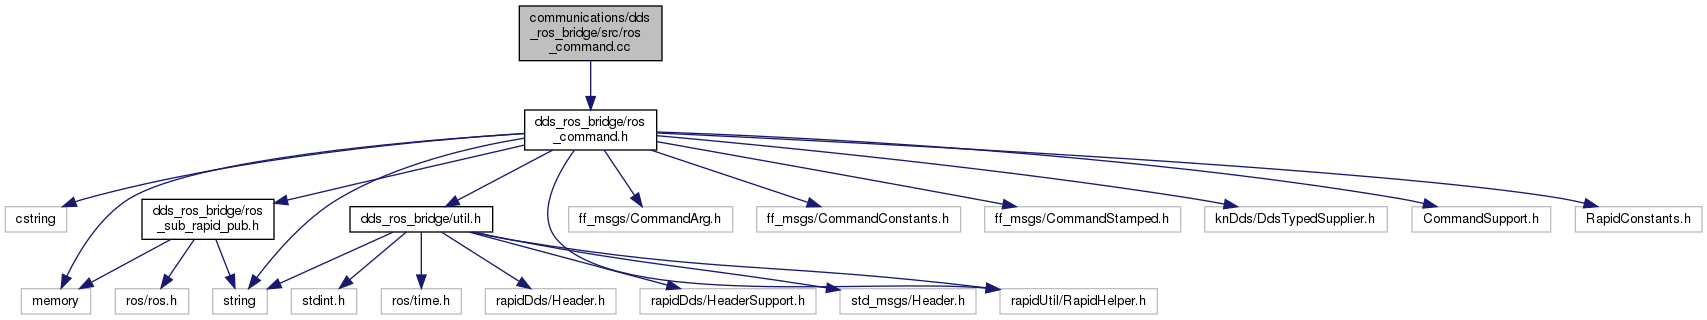 communications/dds
_ros_bridge/src/ros
_command.cc
dds_ros_bridge/ros
_command.h
cstring
dds_ros_bridge/ros
_sub_rapid_pub.h
dds_ros_bridge/util.h
ff_msgs/CommandArg.h
ff_msgs/CommandConstants.h
ff_msgs/CommandStamped.h
knDds/DdsTypedSupplier.h
CommandSupport.h
RapidConstants.h
memory
ros/ros.h
string
stdint.h
ros/time.h
rapidDds/Header.h
rapidDds/HeaderSupport.h
std_msgs/Header.h
rapidUtil/RapidHelper.h